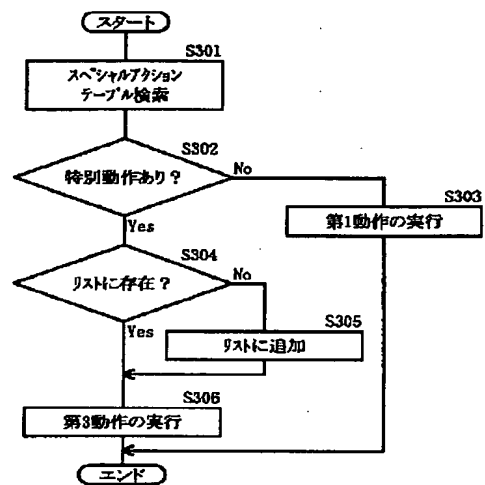 スタート
S301
スペシャルアクション
テーブル検索
S302
特別動作あり?
No
S303
第1動作の実行
Yes
S304
リストに存在?
No
S305
リストに追加
Yes
S306
第3動作の実行
エンド